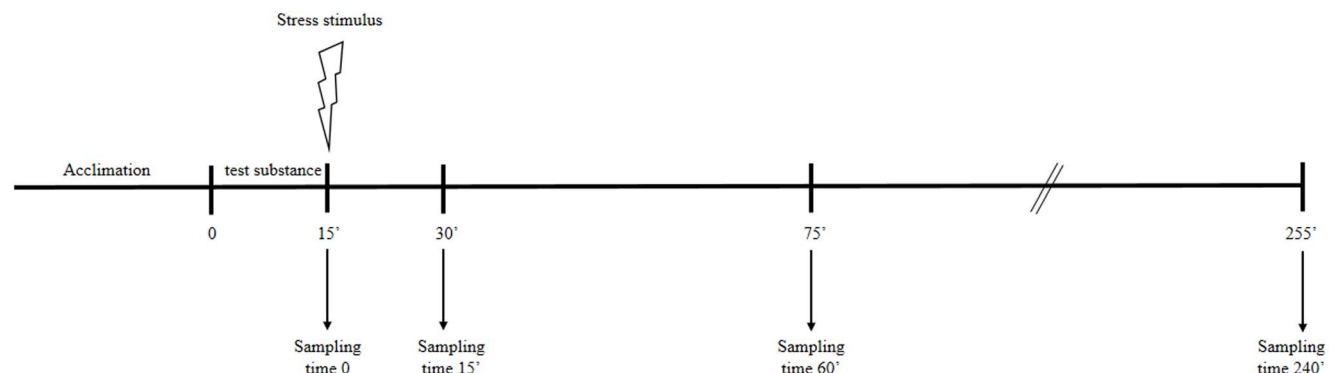 Stress stimulus
Acclimation
test substance
0
15’
30’
75’
255’
Sampling
time 0
Sampling
time 15’
Sampling
time 60’
Sampling
time 240’